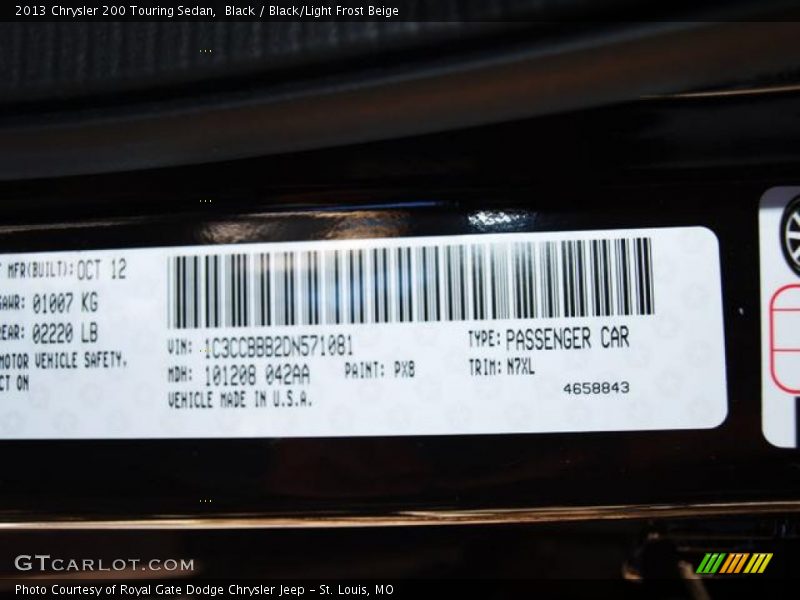 2013 Chrysler 200 Touring Sedan,  Black / Black/Light Frost Beige
MFR(BUILT): OCT 12
GAWR: 01007 KG
REAR: 02220 LB
MOTOR VEHICLE SAFETY.
CT ON
VIN: 1C3CCBBB2DN571081
TYPE: PASSENGER CAR
MDH: 101208 042AA
PAINT: PXB
TRIM: N7XL
VEHICLE MADE IN U.S.A.
4658843
GTCARLOT.COM
Photo Courtesy of Royal Gate Dodge Chrysler Jeep - St. Louis, MO